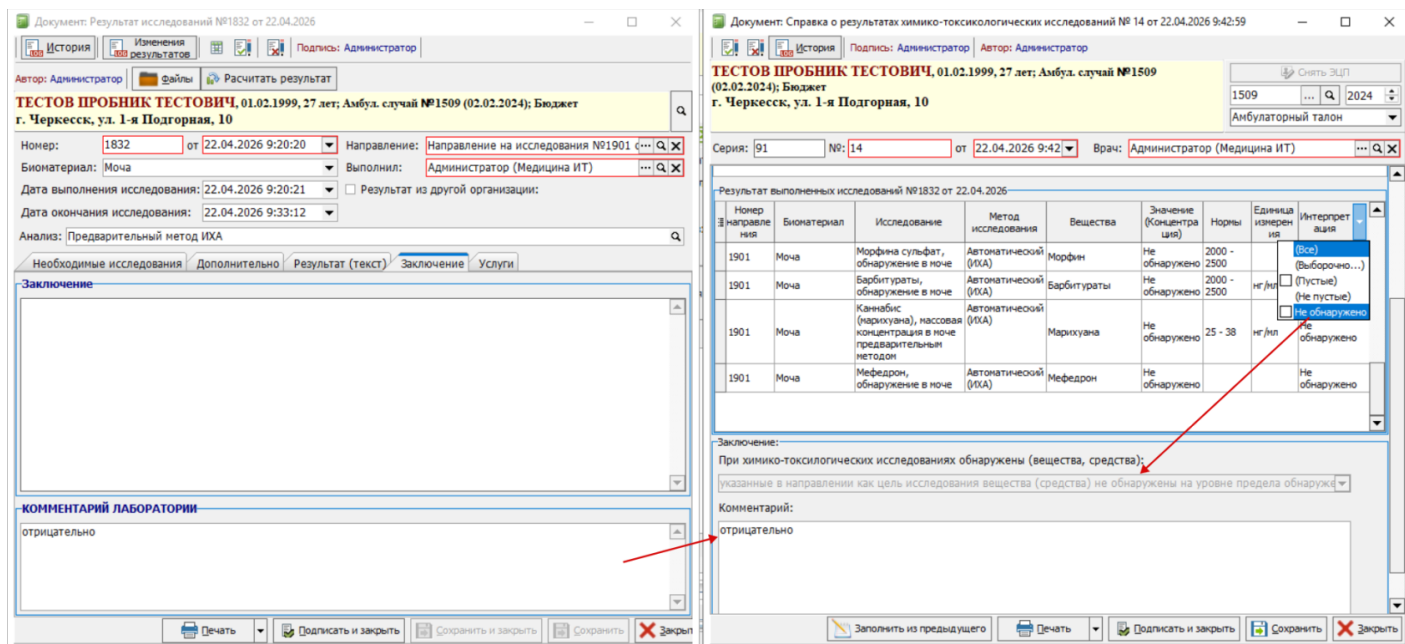 Документ: Результат исследований №1832 от 22.04.2026
История
Изменения результатов
Подпись: Администратор
Автор: Администратор
Файлы
Расчитать результат
ТЕСТОВ ПРОБНИК ТЕСТОВИЧ, 01.02.1999, 27 лет; Амбул. случай №1509 (02.02.2024); Бюджет
г. Черкесск, ул. 1-я Подгорная, 10
Номер: 1832 от 22.04.2026 9:20:20 Направление: Направление на исследования №1901 с
Биоматериал: Моча Выполнил: Администратор (Медицина ИТ)
Дата выполнения исследования: 22.04.2026 9:20:21 Результат из другой организации:
Дата окончания исследования: 22.04.2026 9:33:12
Анализ: Предварительный метод ИХА
Необходимые исследования Дополнительно Результат (текст) Заключение Услуги
Заключение
КОММЕНТАРИЙ ЛАБОРАТОРИИ
отрицательно
Печать Подписать и закрыть Сохранить и закрыть Сохранить Закрыт
Документ: Справка о результатах химико-токсикологических исследований № 14 от 22.04.2026 9:42:59
История Подпись: Администратор Автор: Администратор
ТЕСТОВ ПРОБНИК ТЕСТОВИЧ, 01.02.1999, 27 лет; Амбул. случай №1509
(02.02.2024); Бюджет
г. Черкесск, ул. 1-я Подгорная, 10
Снять ЭЦП
1509 ... 2024
Амбулаторный талон
Серия: 91 №: 14 от 22.04.2026 9:42 Врач: Администратор (Медицина ИТ)
Результат выполненных исследований №1832 от 22.04.2026
Номер направления Биоматериал Исследование Метод исследования Вещества Значение (Концентрация) Нормы Единица измерения Интерпретация
1901 Моча Морфина сульфат, обнаружение в моче Автоматический (ИХА) Морфин Не обнаружено 2000 - 2500
1901 Моча Барбитураты, обнаружение в моче Автоматический (ИХА) Барбитураты Не обнаружено 2000 - 2500 нг/мл
1901 Моча Каннабис (марихуана), массовая концентрация в моче предварительным методом Автоматический (ИХА) Марихуана Не обнаружено 25 - 38 нг/мл Не обнаружено
1901 Моча Мефедрон, обнаружение в моче Автоматический (ИХА) Мефедрон Не обнаружено Не обнаружено
(Все)
(Выборочно...)
(Пустые)
(Не пустые)
Не обнаружено
Заключение:
При химико-токсилогических исследованиях обнаружены (вещества, средства):
указанные в направлении как цель исследования вещества (средства) не обнаружены на уровне предела обнаруже
Комментарий:
отрицательно
Заполнить из предыдущего Печать Подписать и закрыть Сохранить Закрыть